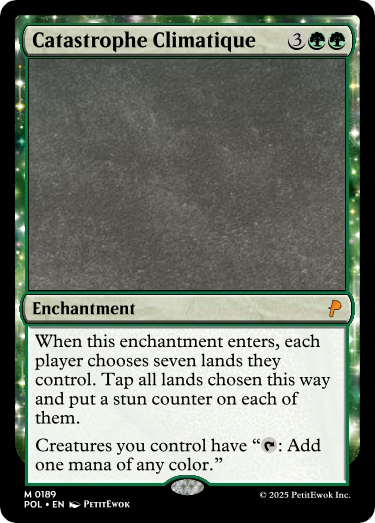 Catastrophe Climatique 3
Enchantment
When this enchantment enters, each
player chooses seven lands they
control. Tap all lands chosen this way
and put a stun counter on each of
them.
Creatures you control have “: Add
one mana of any color.”
M 0189
POL • EN PetitEwok
© 2025 PetitEwok Inc.